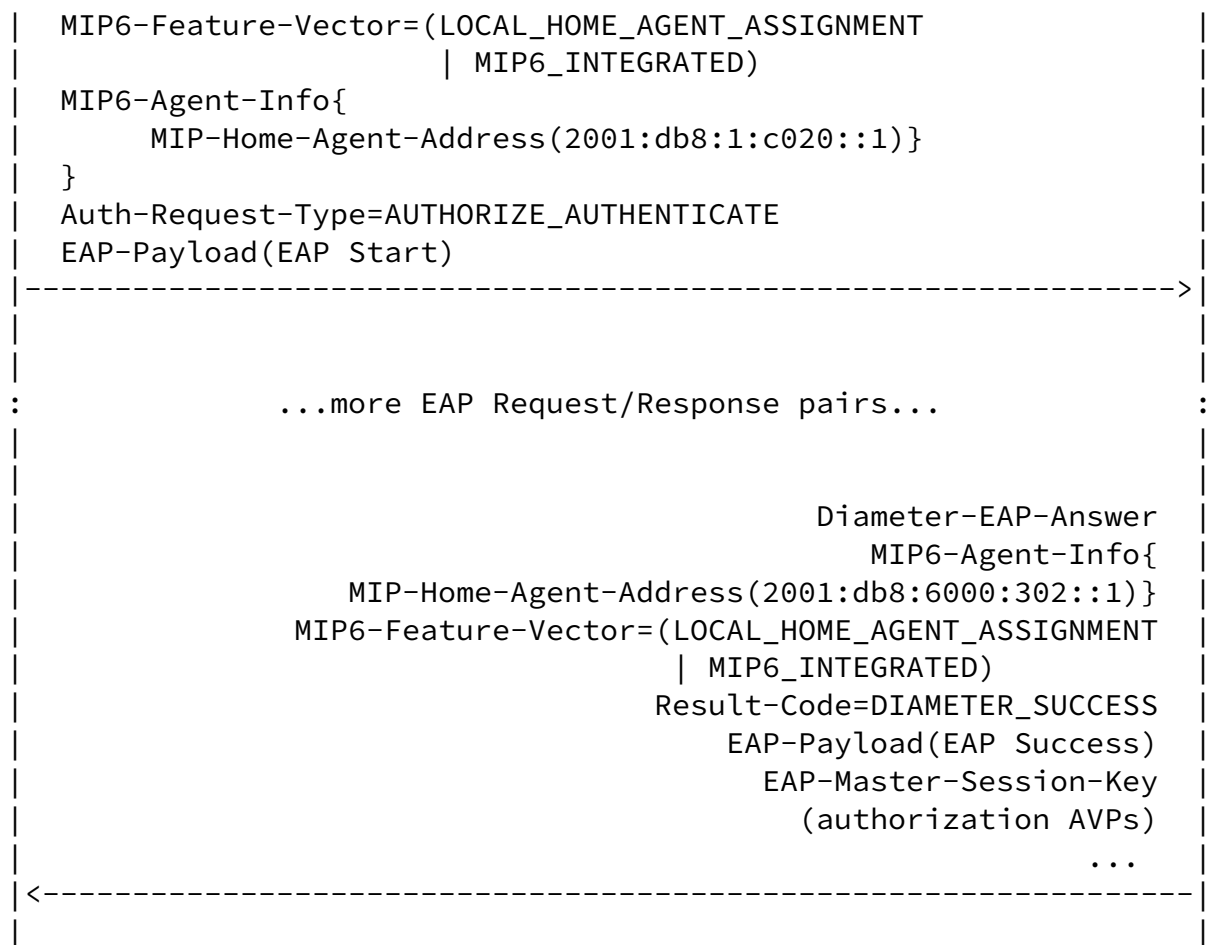 |  MIP6-Feature-Vector=(LOCAL_HOME_AGENT_ASSIGNMENT               |
|                       | MIP6_INTEGRATED)                        |
|  MIP6-Agent-Info{                                               |
|       MIP-Home-Agent-Address(2001:db8:1:c020::1)}               |
|  }                                                              |
|  Auth-Request-Type=AUTHORIZE_AUTHENTICATE                       |
|  EAP-Payload(EAP Start)                                         |
|---------------------------------------------------------------->|
|                                                                 |
|                                                                 |
:              ...more EAP Request/Response pairs...              :
|                                                                 |
|                                                                 |
|                                            Diameter-EAP-Answer  |
|                                               MIP6-Agent-Info{  |
|                  MIP-Home-Agent-Address(2001:db8:6000:302::1)}  |
|               MIP6-Feature-Vector=(LOCAL_HOME_AGENT_ASSIGNMENT  |
|                                    | MIP6_INTEGRATED)           |
|                                   Result-Code=DIAMETER_SUCCESS  |
|                                       EAP-Payload(EAP Success)  |
|                                         EAP-Master-Session-Key  |
|                                           (authorization AVPs)  |
|                                                           ...   |
|<----------------------------------------------------------------|
|                                                                 |